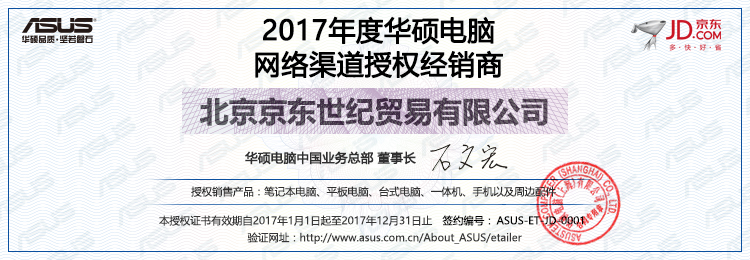 ASUS
华硕品质·坚若磐石
2017年度华硕电脑
网络渠道授权经销商
JD.京东
.COM
多·快·好·省
北京京东世纪贸易有限公司
华硕电脑中国业务总部 董事长 石文宏
授权销售产品：笔记本电脑、平板电脑、台式电脑、一体机、手机以及周边配件
本授权证书有效期自2017年1月1日起至2017年12月31日止 签约编号：ASUS-ET-JD-0001
验证网址：http://www.asus.com.cn/About_ASUS/etailer
ASUSTEK COMPUTER (SHANGHAI) CO., LTD.